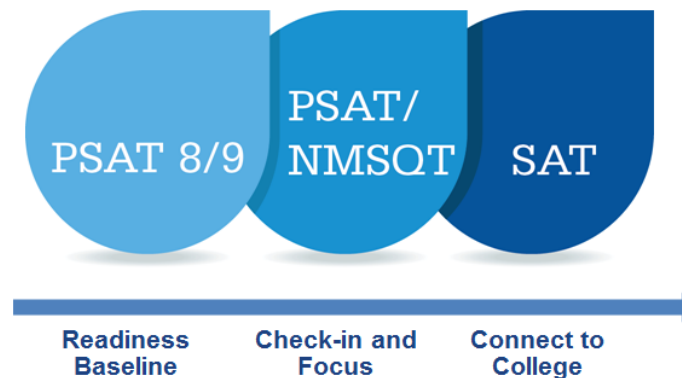 PSAT 8/9
PSAT/
NMSQT
SAT
Readiness
Baseline
Check-in and
Focus
Connect to
College